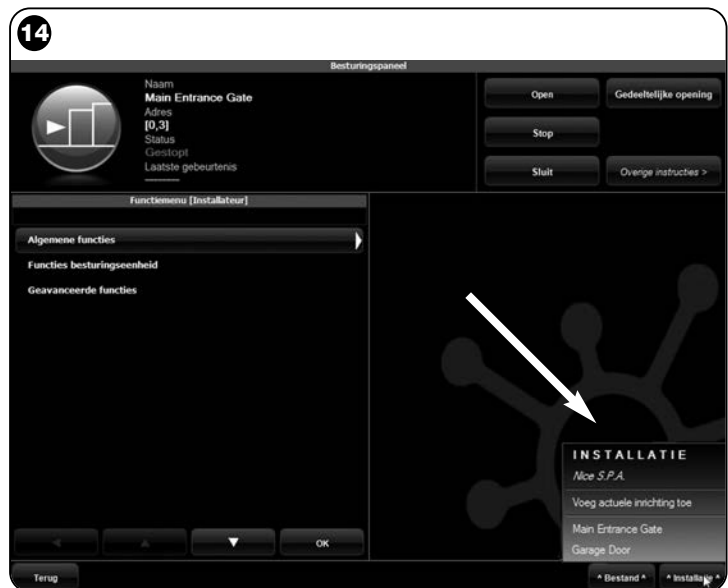 14
Besturingspaneel
Naam
Main Entrance Gate
Adres
[0,3]
Status
Gestopt
Laatste gebeurtenis
--------
Open
Gedeeltelijke opening
Stop
Sluit
Overige instructies >
Functiemenu [Installateur]
Algemene functies
Functies besturingseenheid
Geavanceerde functies
OK
INSTALLATIE
Nice S.P.A.
Voeg actuele inrichting toe
Main Entrance Gate
Garage Door
Terug
^ Bestand ^
^ Installatie ^